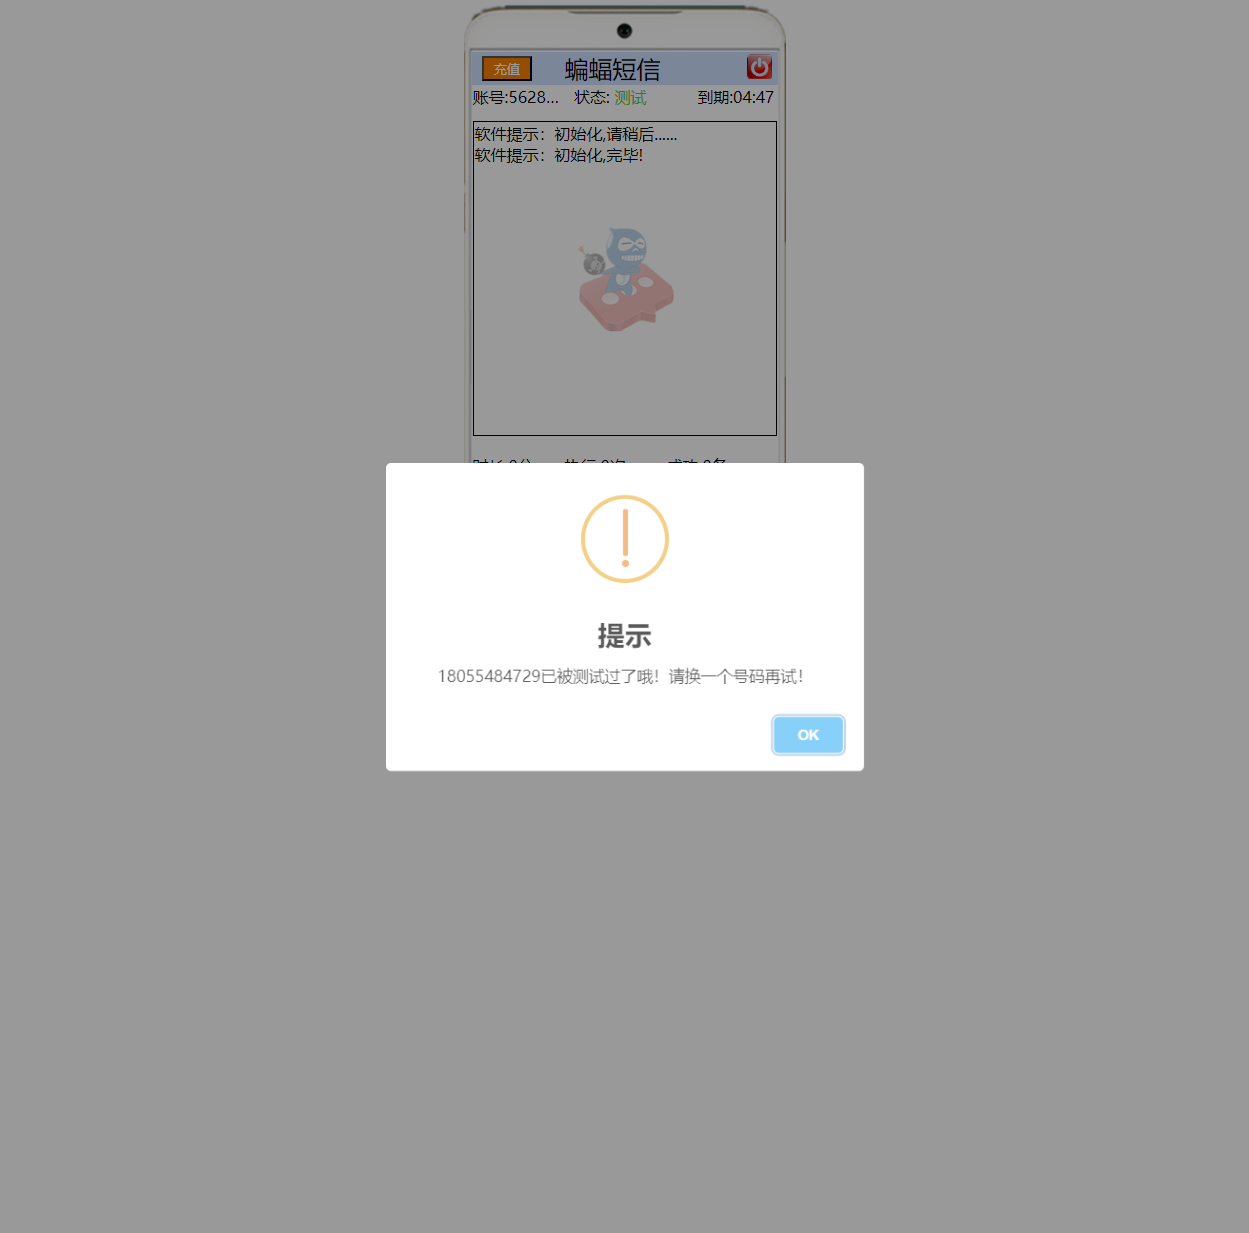 充值
蝙蝠短信
账号:5628...
状态: 测试
到期:04:47
软件提示：初始化,请稍后......
软件提示：初始化,完毕!
提示
18055484729已被测试过了哦！请换一个号码再试！
OK